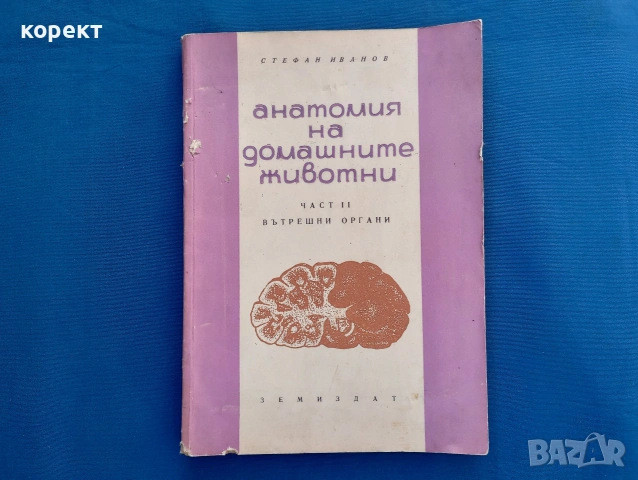 корект
СТЕФАН ИВАНОВ
анатомия
на
домашните
животни
ЧАСТ II
ВЪТРЕШНИ ОРГАНИ
ЗЕМИЗДАТ
BAZAR